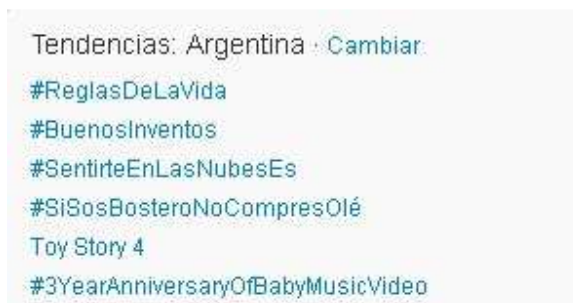 Tendencias: Argentina · Cambiar
#ReglasDeLaVida
#BuenosInventos
#SentirteEnLasNubesEs
#SiSosBosteroNoCompresOlé
Toy Story 4
#3YearAnniversaryOfBabyMusicVideo